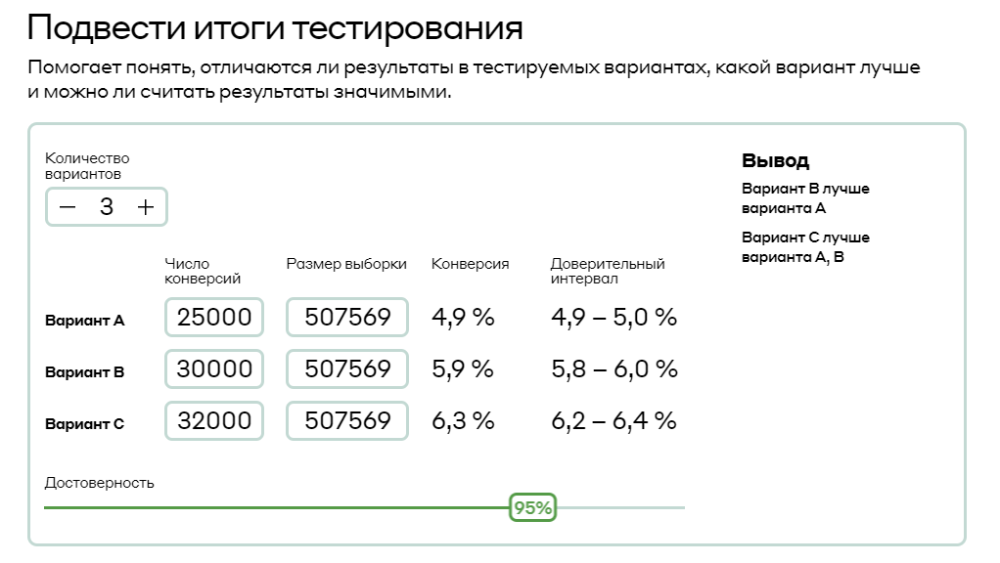 Подвести итоги тестирования
Помогает понять, отличаются ли результаты в тестируемых вариантах, какой вариант лучше
и можно ли считать результаты значимыми.
Количество
вариантов
— 3 +
Вывод
Вариант B лучше
варианта A
Вариант C лучше
варианта A, B
Число
конверсий
Размер выборки
Конверсия
Доверительный
интервал
Вариант A 25000 507569 4,9 % 4,9 – 5,0 %
Вариант B 30000 507569 5,9 % 5,8 – 6,0 %
Вариант C 32000 507569 6,3 % 6,2 – 6,4 %
Достоверность
95%